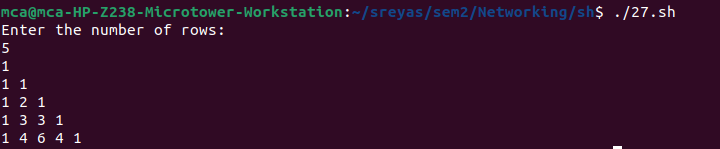 mca@mca-HP-Z238-Microtower-Workstation:~/sreyas/sem2/Networking/sh$ ./27.sh
Enter the number of rows:
5
1
1 1
1 2 1
1 3 3 1
1 4 6 4 1